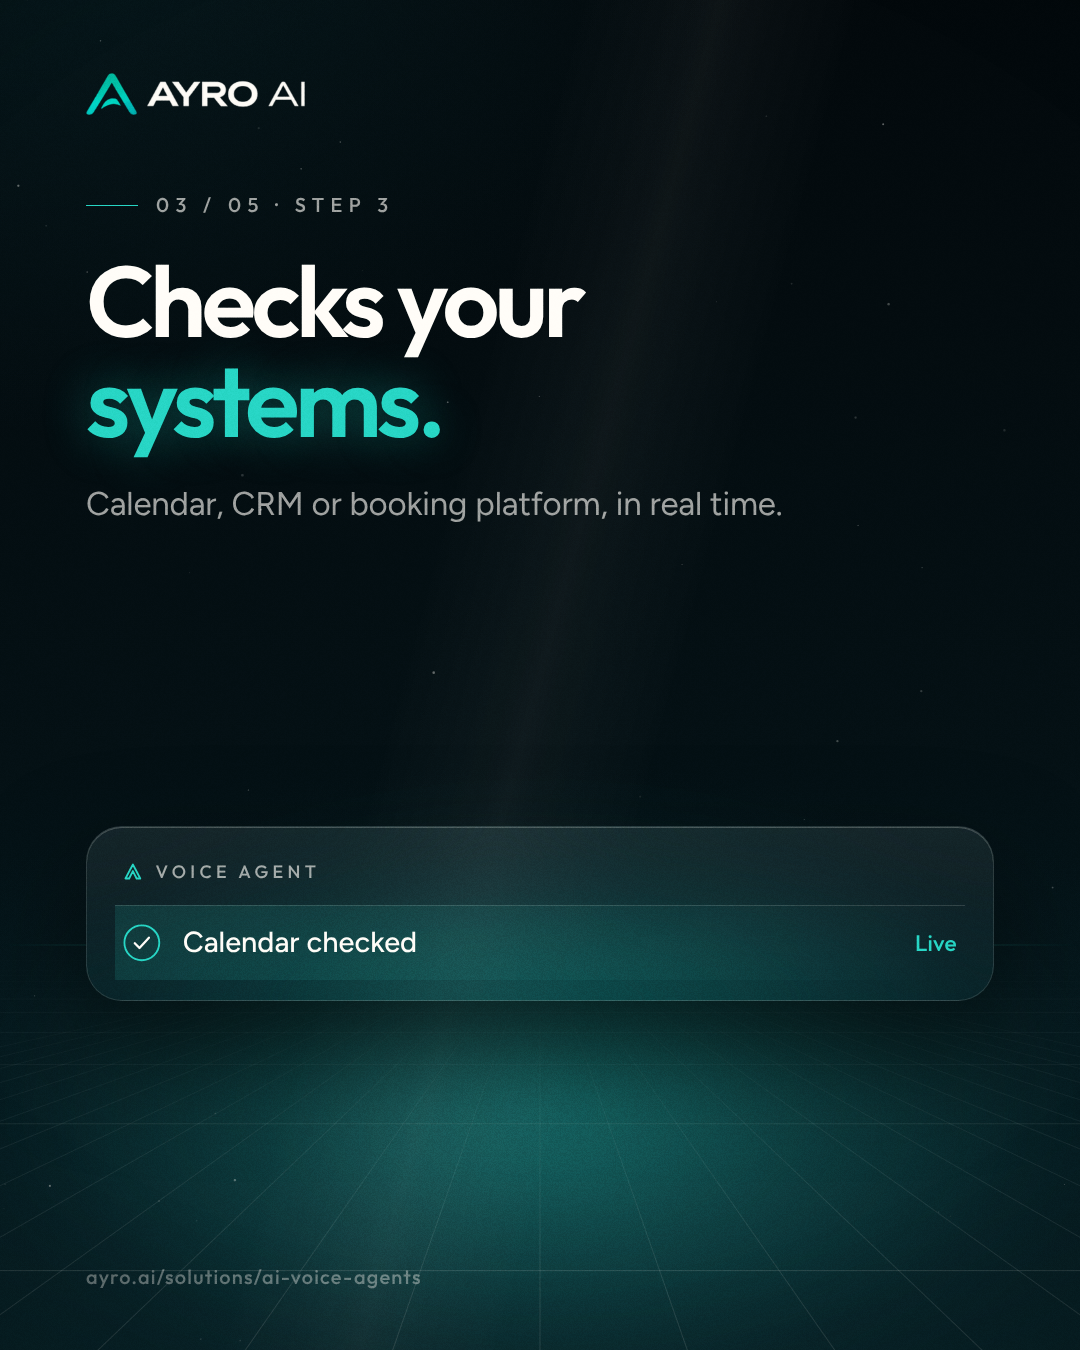 AYRO AI
03 / 05 · STEP 3
Checks your
systems.
Calendar, CRM or booking platform, in real time.
VOICE AGENT
Calendar checked
Live
ayro.ai/solutions/ai-voice-agents